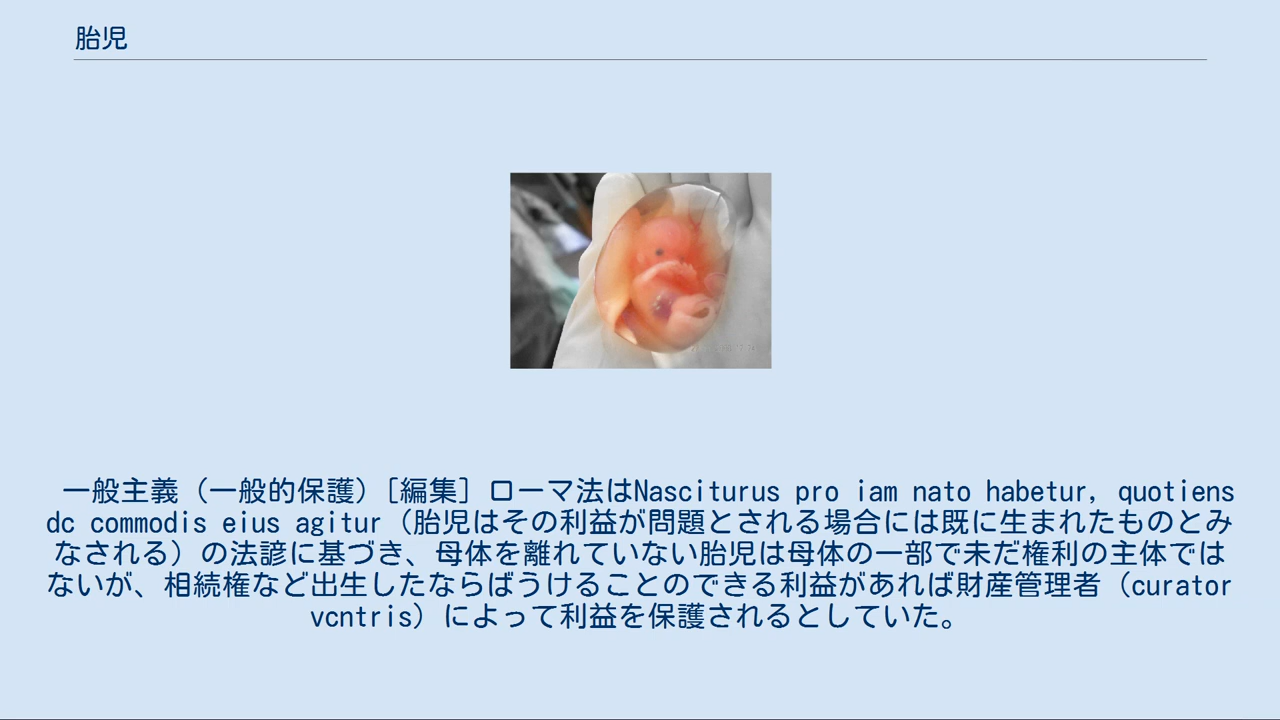 胎児
一般主義（一般的保護）[編集] ローマ法はNasciturus pro iam nato habetur, quotiens
dc commodis eius agitur（胎児はその利益が問題とされる場合には既に生まれたものとみ
なされる）の法諺に基づき、母体を離れていない胎児は母体の一部で未だ権利の主体では
ないが、相続権など出生したならばうけることのできる利益があれば財産管理者（curator
vcntris）によって利益を保護されるとしていた。